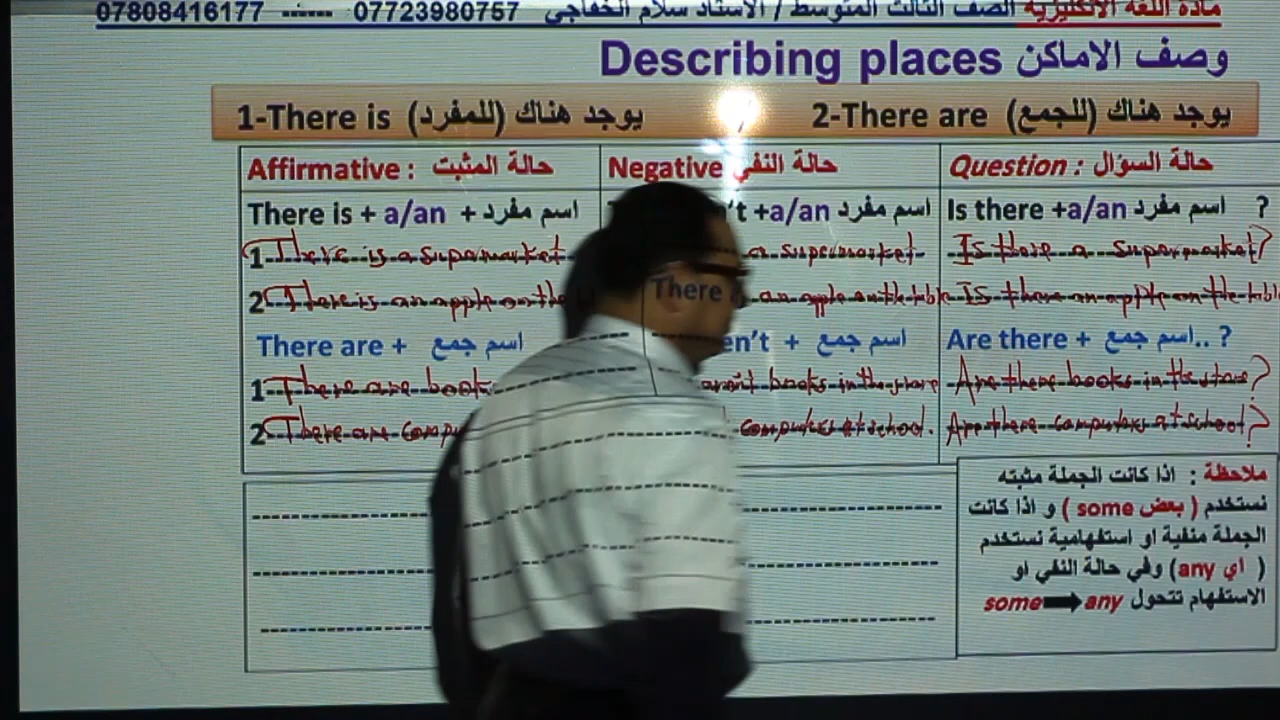 مادة اللغة الانكليزية الصف الثالث المتوسط / الاستاذ سلام الخفاجي 07723980757 ------ 07808416177
Describing places وصف الاماكن
1-There is (للمفرد) يوجد هناك / 2-There are (للجمع) يوجد هناك
Affirmative : حالة المثبت
Negative حالة النفي
Question : حالة السؤال
There is + a/an + اسم مفرد
't +a/an اسم مفرد
Is there +a/an اسم مفرد ?
1 There is a supermarket
a supermarket
Is there a supermarket?
2 There is an apple on the
There
an apple on the table
Is there an apple on the table
There are + اسم جمع
en't + اسم جمع
Are there + اسم جمع.. ?
1 There are books
aren't books in the store
Are there books in the store?
2 There are
computers at school.
Are there computers at school?
ملاحظة : اذا كانت الجملة مثبته
نستخدم ( some بعض ) و اذا كانت
الجملة منفية او استفهامية نستخدم
( any اي) وفي حالة النفي او
الاستفهام تتحول some➡any